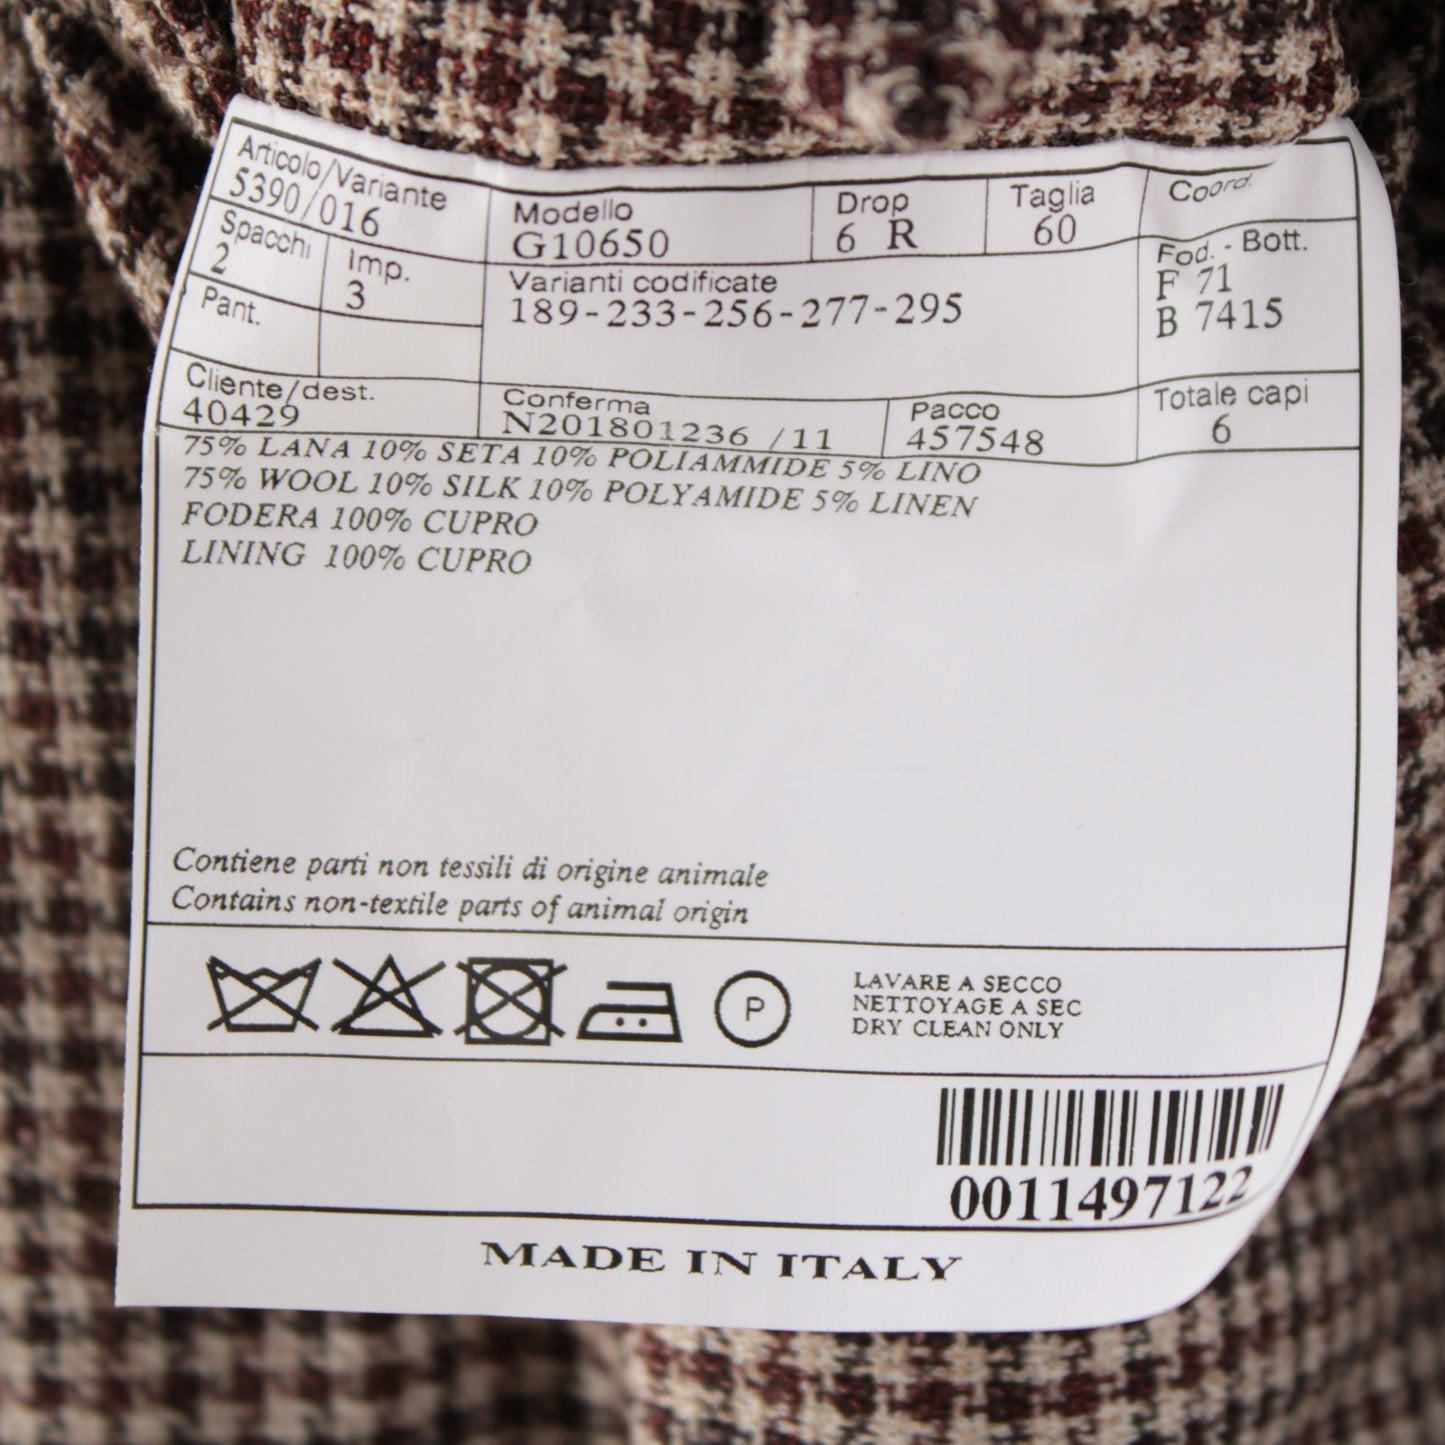 Articolo/Variante
5390/016
Modello
G10650
Drop
6 R
Taglia
60
Coord.
Spacchi
2
Imp.
3
Varianti codificate
189-233-256-277-295
Fod. - Bott.
F 71
B 7415
Pant.
Cliente/dest.
40429
Conferma
N201801236 /11
Pacco
457548
Totale capi
6
75% LANA 10% SETA 10% POLIAMMIDE 5% LINO
75% WOOL 10% SILK 10% POLYAMIDE 5% LINEN
FODERA 100% CUPRO
LINING 100% CUPRO
Contiene parti non tessili di origine animale
Contains non-textile parts of animal origin
P
LAVARE A SECCO
NETTOYAGE A SEC
DRY CLEAN ONLY
0011497122
MADE IN ITALY